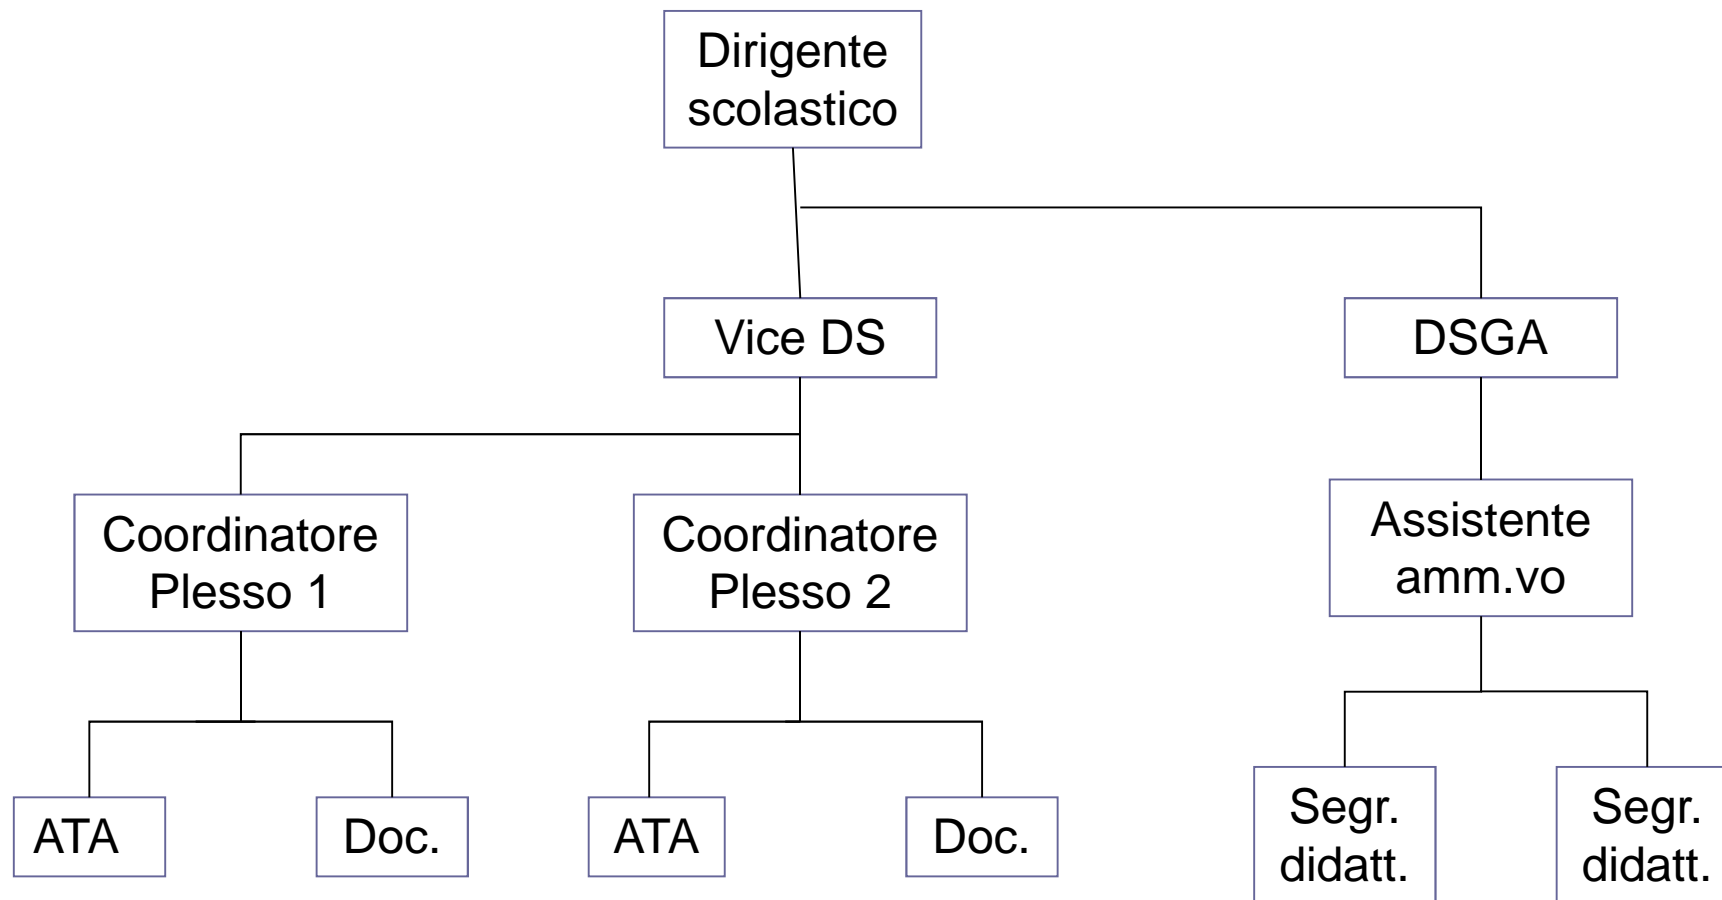 Dirigente
scolastico
Vice DS
DSGA
Coordinatore
Plesso 1
Coordinatore
Plesso 2
Assistente
amm.vo
ATA
Doc.
ATA
Doc.
Segr.
didatt.
Segr.
didatt.